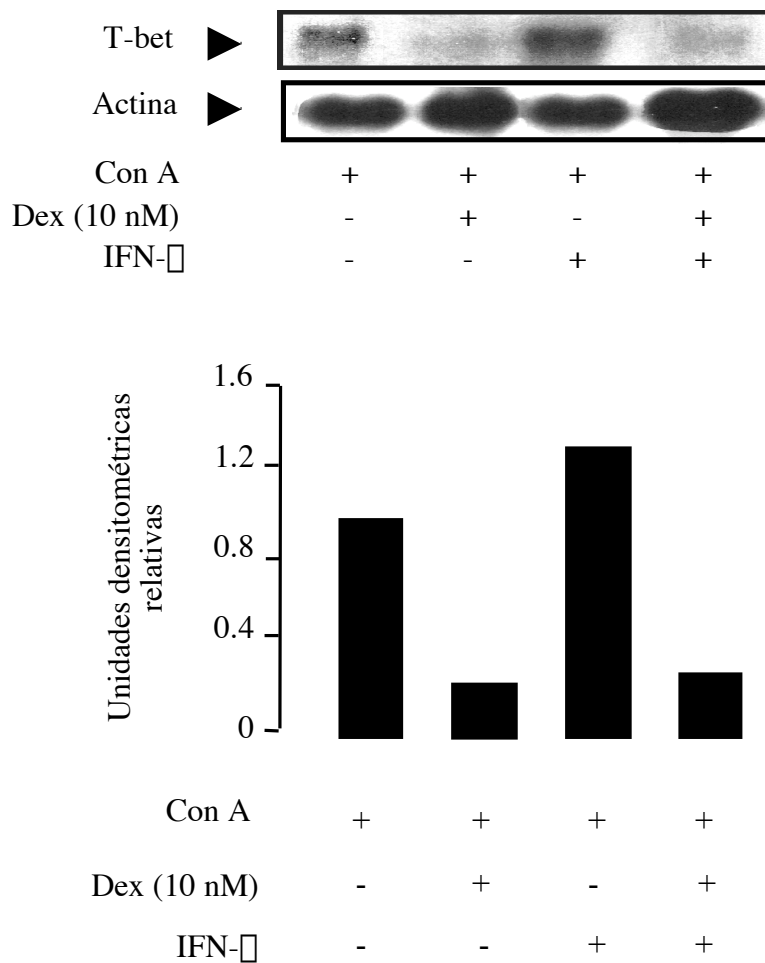 T-bet
Actina
Con A + + + +
Dex (10 nM) - + - +
IFN-▯ - - + +
Unidades densitométricas
relativas
1.6
1.2
0.8
0.4
0
Con A + + + +
Dex (10 nM) - + - +
IFN-▯ - - + +